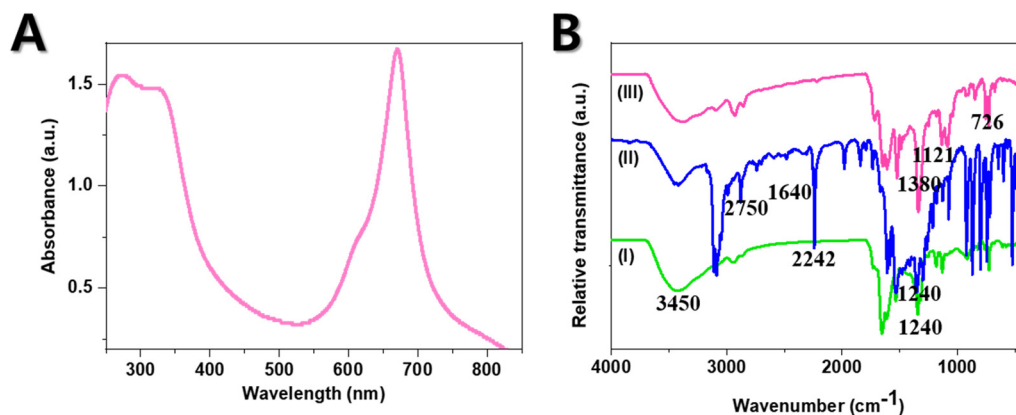 A
Absorbance (a.u.)
1.5
1.0
0.5
300 400 500 600 700 800
Wavelength (nm)
B
Relative transmittance (a.u.)
(III)
726
(II)
1121
1380
2750 1640
2242
(I)
3450
1240
1240
4000 3000 2000 1000
Wavenumber (cm-1)